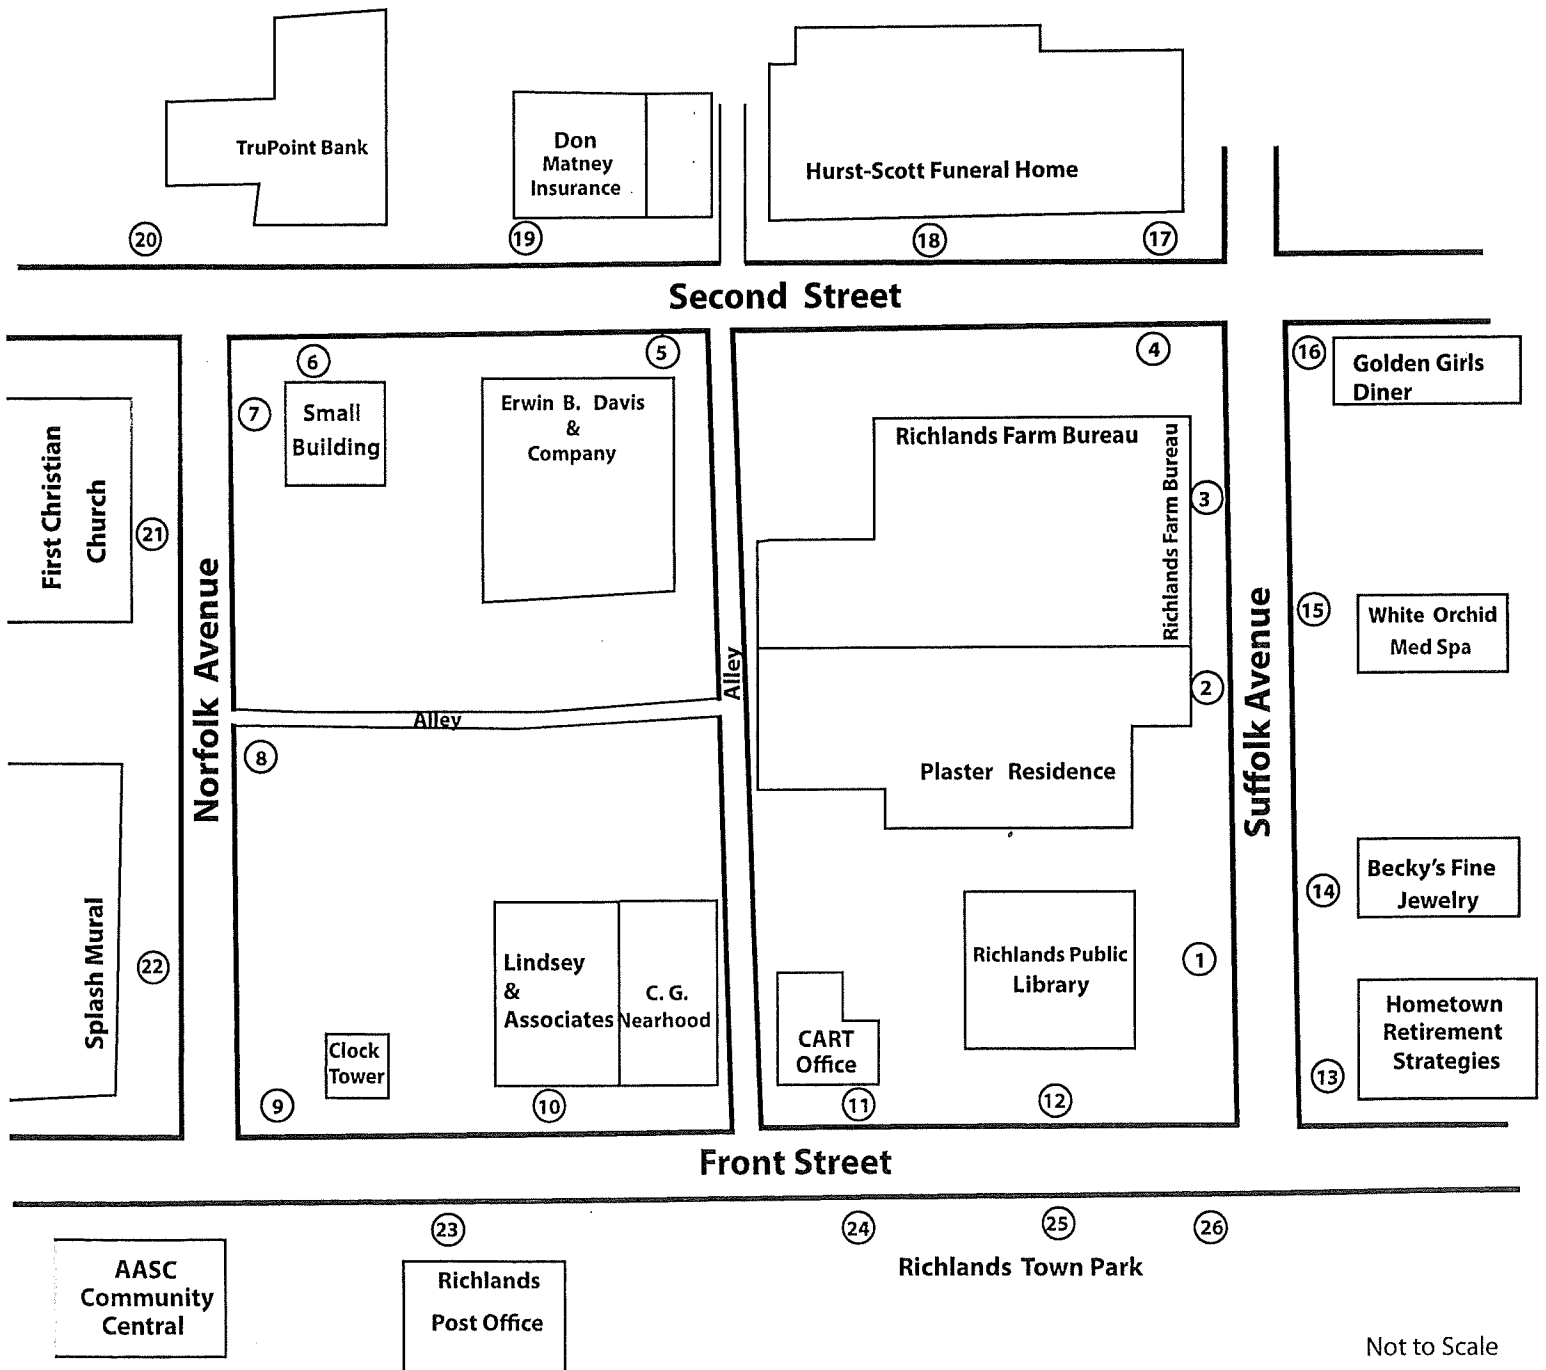 TruPoint Bank
Don
Matney
Insurance
Hurst-Scott Funeral Home
20
19
18
17
Second Street
6
5
4
16
Golden Girls
Diner
7
Small
Building
Erwin B. Davis
&
Company
Richlands Farm Bureau
Richlands Farm Bureau
3
First Christian
Church
21
Norfolk Avenue
Alley
Alley
2
Suffolk Avenue
15
White Orchid
Med Spa
8
Plaster Residence
14
Becky's Fine
Jewelry
Splash Mural
22
Lindsey
&
Associates
C. G.
Nearhood
Richlands Public
Library
1
CART
Office
Hometown
Retirement
Strategies
13
Clock
Tower
9
10
11
12
Front Street
23
24
25
26
AASC
Community
Central
Richlands
Post Office
Richlands Town Park
Not to Scale